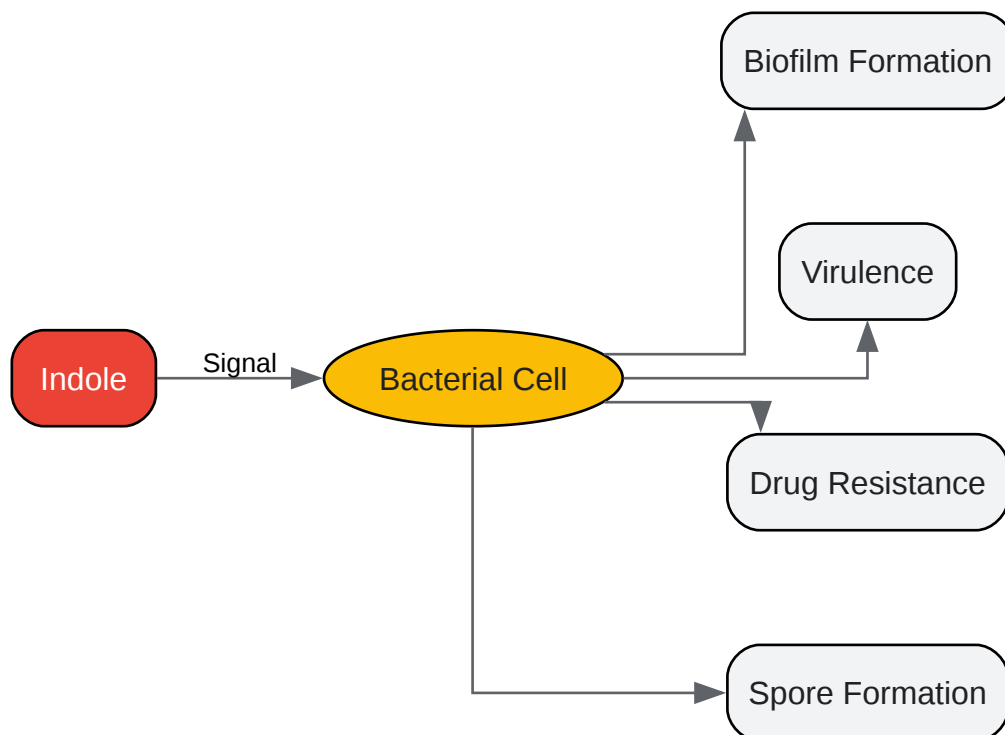 Biofilm Formation
Virulence
Indole
Signal
Bacterial Cell
Drug Resistance
Spore Formation